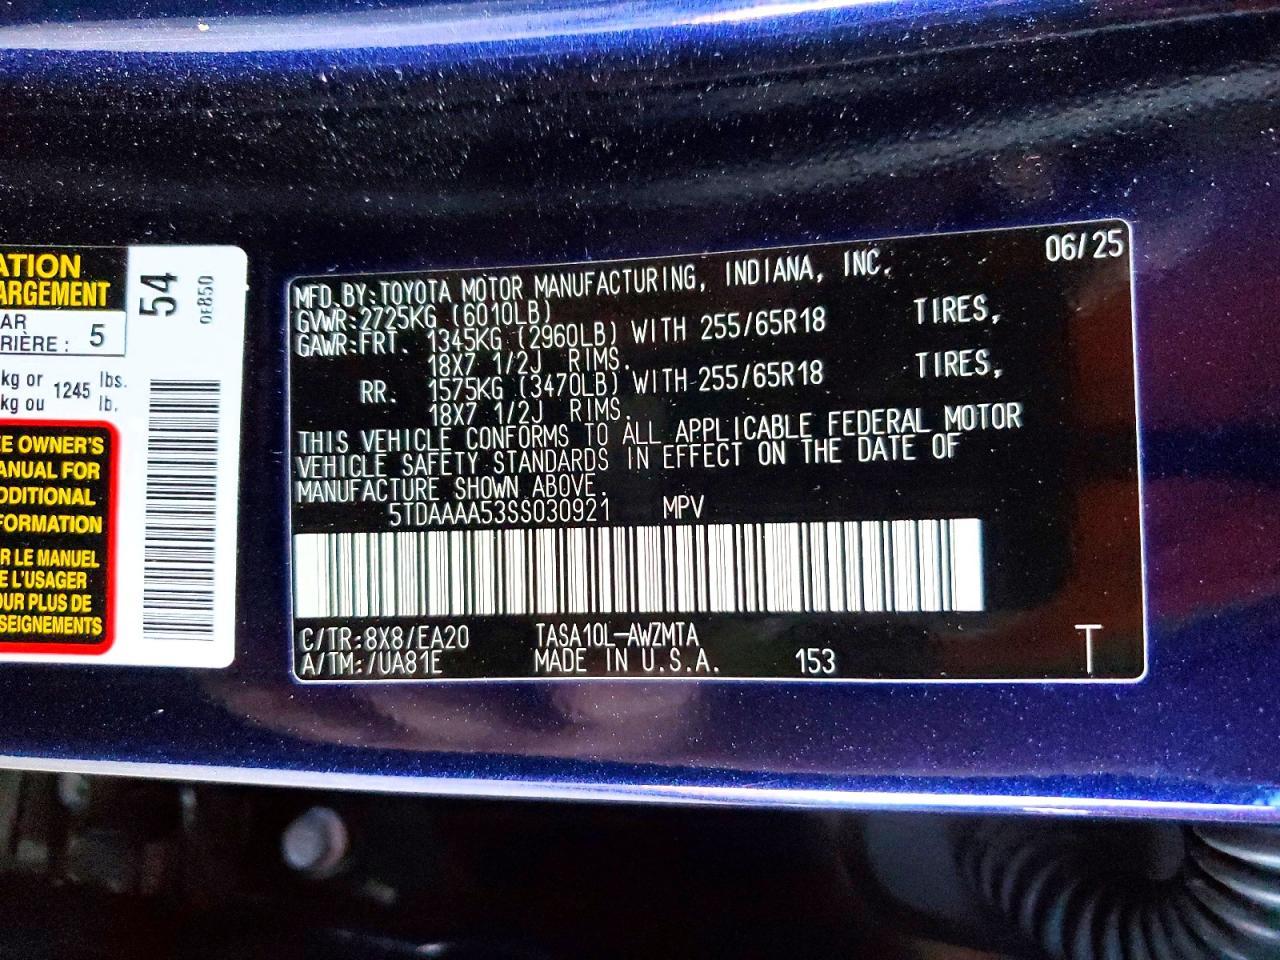 ATION
ARGEMENT
AR
RIÈRE : 5
kg or 1245 lbs.
kg ou lb.
EE OWNER'S
ANUAL FOR
DDITIONAL
FORMATION
R LE MANUEL
E L'USAGER
OUR PLUS DE
SEIGNEMENTS
54
0E850
06/25
MFD.BY:TOYOTA MOTOR MANUFACTURING, INDIANA, INC.
GVWR:2725KG (6010LB)
GAWR:FRT. 1345KG (2960LB) WITH 255/65R18 TIRES,
18X7 1/2J RIMS.
RR. 1575KG (3470LB) WITH 255/65R18 TIRES,
18X7 1/2J RIMS.
THIS VEHICLE CONFORMS TO ALL APPLICABLE FEDERAL MOTOR
VEHICLE SAFETY STANDARDS IN EFFECT ON THE DATE OF
MANUFACTURE SHOWN ABOVE.
5TDAAAA53SS030921 MPV
C/TR:8X8/EA20 TASA10L-AWZMTA
A/TM:/UA81E MADE IN U.S.A. 153 T